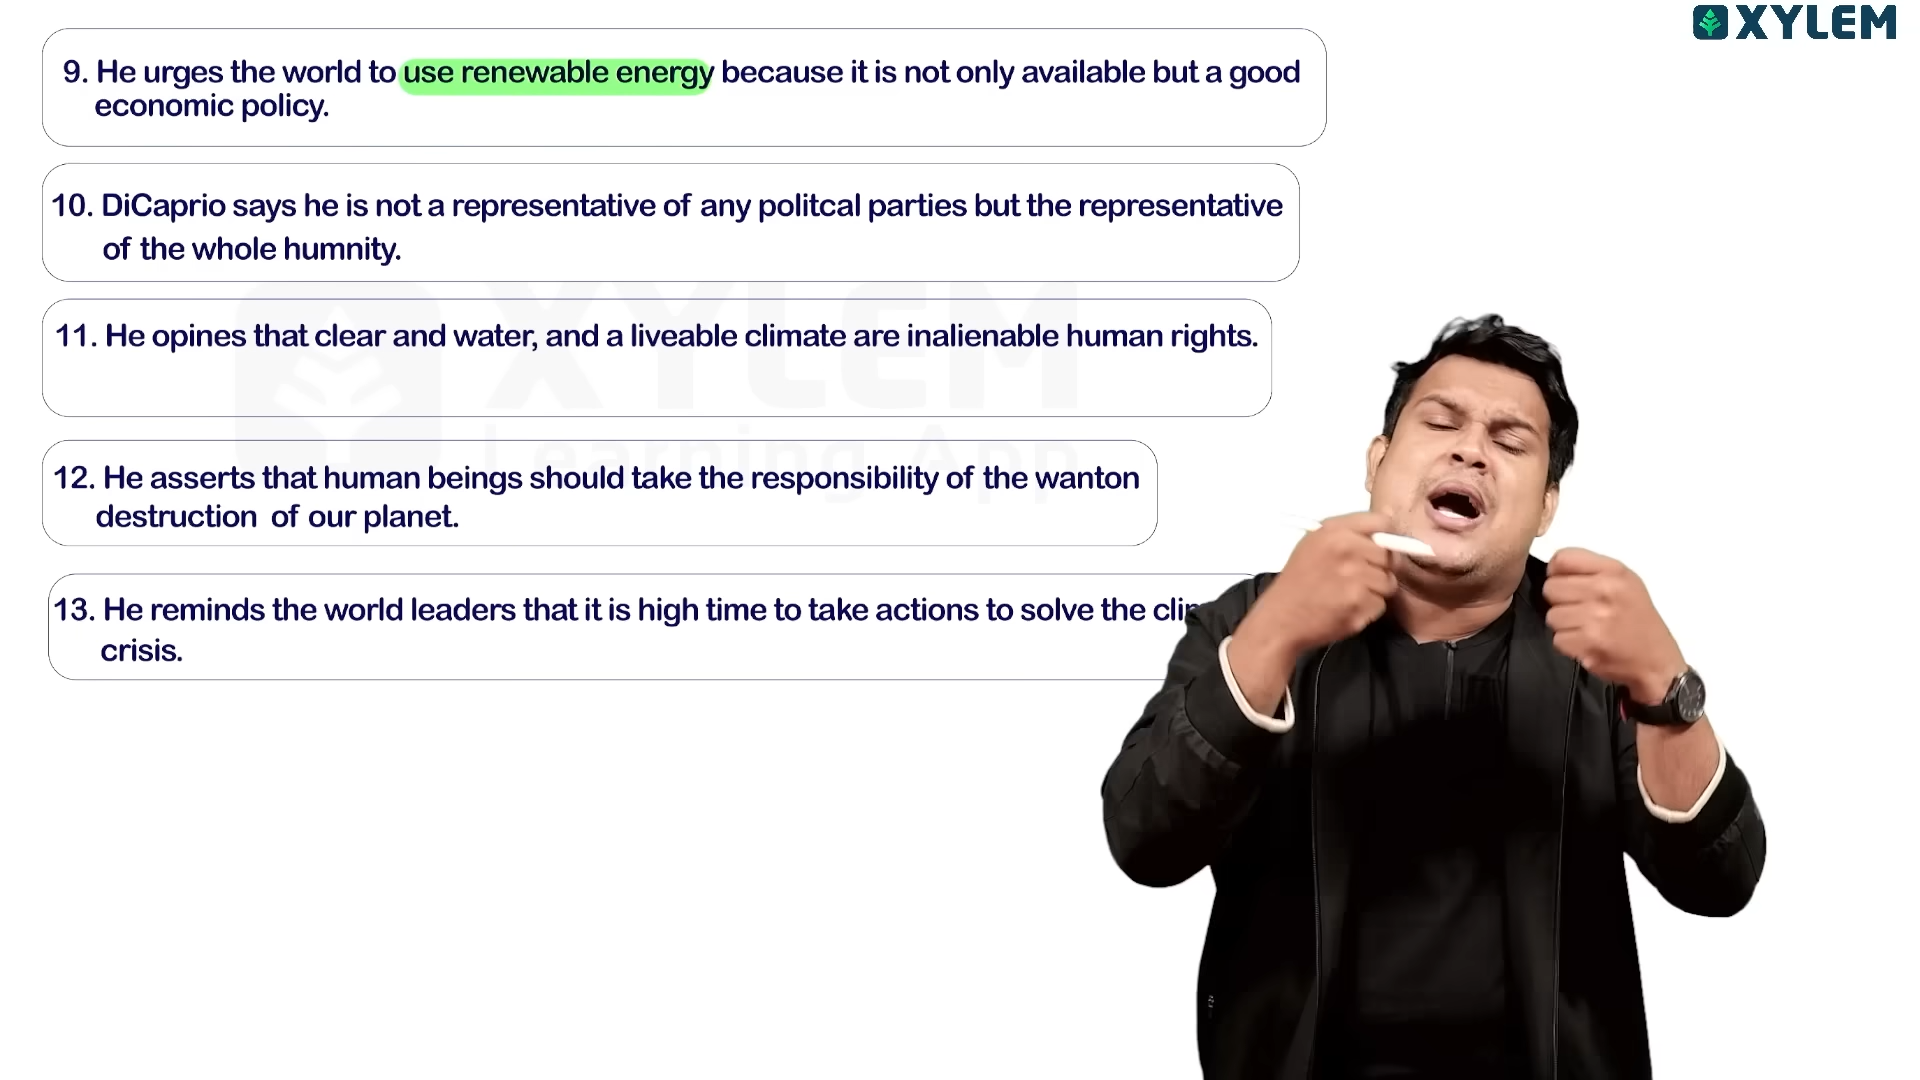 XYLEM
9. He urges the world to use renewable energy because it is not only available but a good
economic policy.
10. DiCaprio says he is not a representative of any politcal parties but the representative
of the whole humnity.
11. He opines that clear and water, and a liveable climate are inalienable human rights.
XYLEM
Learning App
12. He asserts that human beings should take the responsibility of the wanton
destruction of our planet.
13. He reminds the world leaders that it is high time to take actions to solve the
crisis.